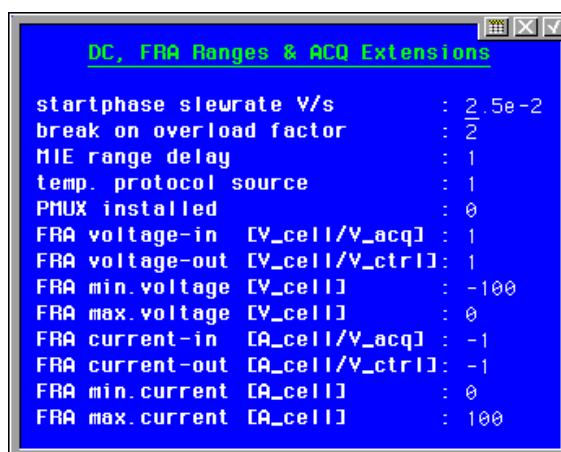 DC, FRA Ranges & ACQ Extensions
startphase slewrate V/s : 2.5e-2
break on overload factor : 2
MIE range delay : 1
temp. protocol source : 1
PMUX installed : 0
FRA voltage-in [V_cell/V_acq] : 1
FRA voltage-out [V_cell/V_ctrl]: 1
FRA min.voltage [V_cell] : -100
FRA max.voltage [V_cell] : 0
FRA current-in [A_cell/V_acq] : -1
FRA current-out [A_cell/V_ctrl]: -1
FRA min.current [A_cell] : 0
FRA max.current [A_cell] : 100